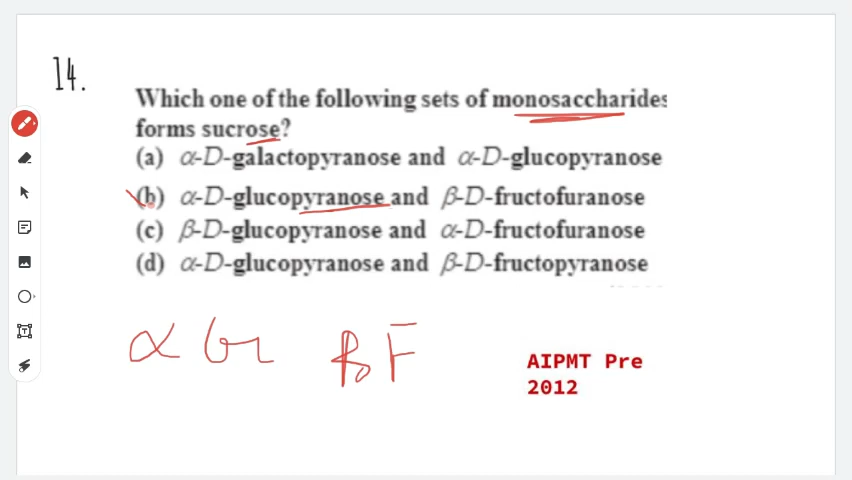 14.
Which one of the following sets of monosaccharides
forms sucrose?
(a) α-D-galactopyranose and α-D-glucopyranose
(b) α-D-glucopyranose and β-D-fructofuranose
(c) β-D-glucopyranose and α-D-fructofuranose
(d) α-D-glucopyranose and β-D-fructopyranose
α G β F
AIPMT Pre
2012